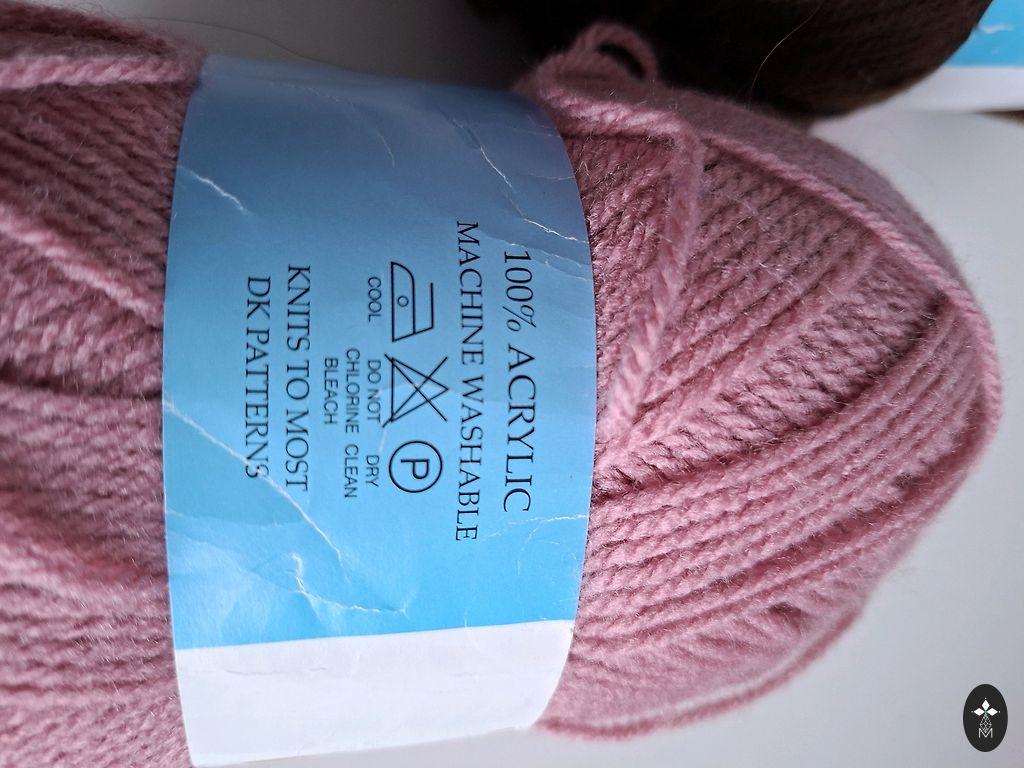 100% ACRYLIC
MACHINE WASHABLE
P
COOL
DO NOT
CHLORINE
BLEACH
DRY
CLEAN
KNITS TO MOST
DK PATTERNS
M